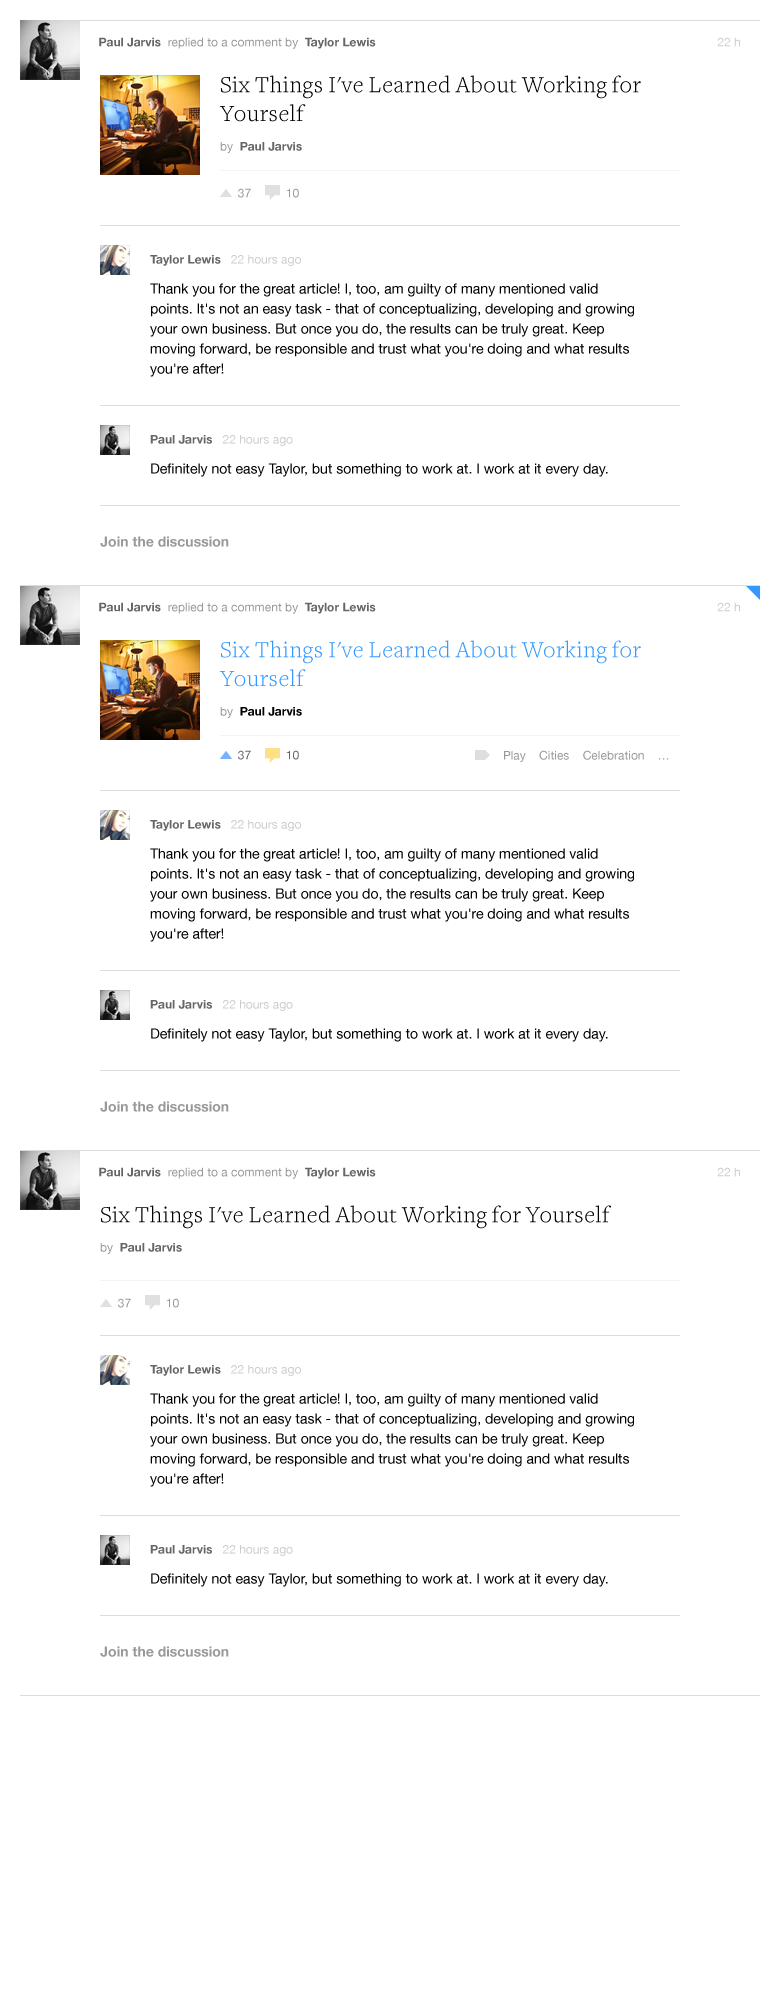 Paul Jarvis replied to a comment by Taylor Lewis 22 h
Six Things I've Learned About Working for
Yourself
by Paul Jarvis
37 10
Taylor Lewis 22 hours ago
Thank you for the great article! I, too, am guilty of many mentioned valid
points. It's not an easy task - that of conceptualizing, developing and growing
your own business. But once you do, the results can be truly great. Keep
moving forward, be responsible and trust what you're doing and what results
you're after!
Paul Jarvis 22 hours ago
Definitely not easy Taylor, but something to work at. I work at it every day.
Join the discussion
Paul Jarvis replied to a comment by Taylor Lewis 22 h
Six Things I've Learned About Working for
Yourself
by Paul Jarvis
37 10 Play Cities Celebration ...
Taylor Lewis 22 hours ago
Thank you for the great article! I, too, am guilty of many mentioned valid
points. It's not an easy task - that of conceptualizing, developing and growing
your own business. But once you do, the results can be truly great. Keep
moving forward, be responsible and trust what you're doing and what results
you're after!
Paul Jarvis 22 hours ago
Definitely not easy Taylor, but something to work at. I work at it every day.
Join the discussion
Paul Jarvis replied to a comment by Taylor Lewis 22 h
Six Things I've Learned About Working for Yourself
by Paul Jarvis
37 10
Taylor Lewis 22 hours ago
Thank you for the great article! I, too, am guilty of many mentioned valid
points. It's not an easy task - that of conceptualizing, developing and growing
your own business. But once you do, the results can be truly great. Keep
moving forward, be responsible and trust what you're doing and what results
you're after!
Paul Jarvis 22 hours ago
Definitely not easy Taylor, but something to work at. I work at it every day.
Join the discussion